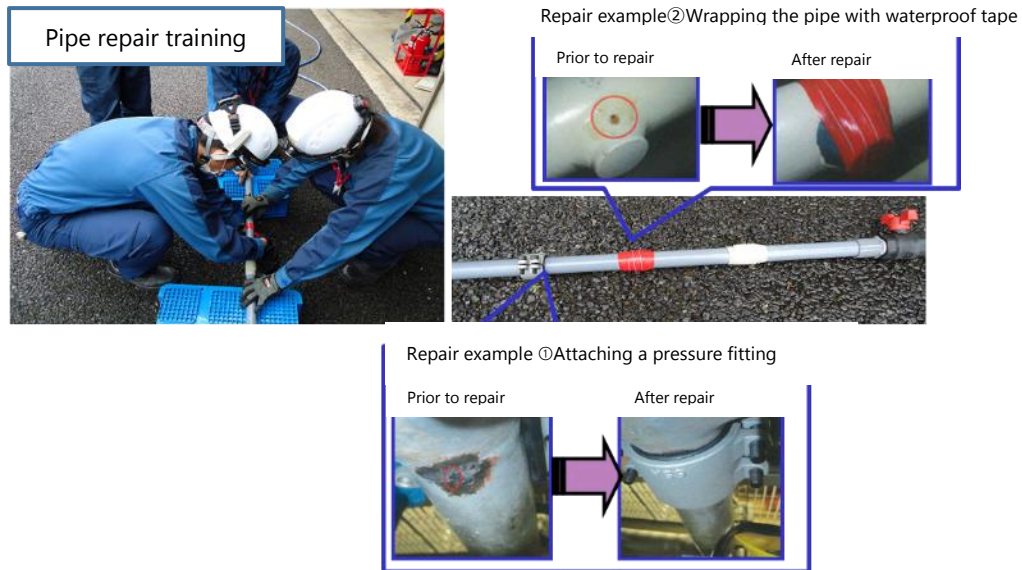 Pipe repair training
Repair example②Wrapping the pipe with waterproof tape
Prior to repair
After repair
Repair example ①Attaching a pressure fitting
Prior to repair
After repair